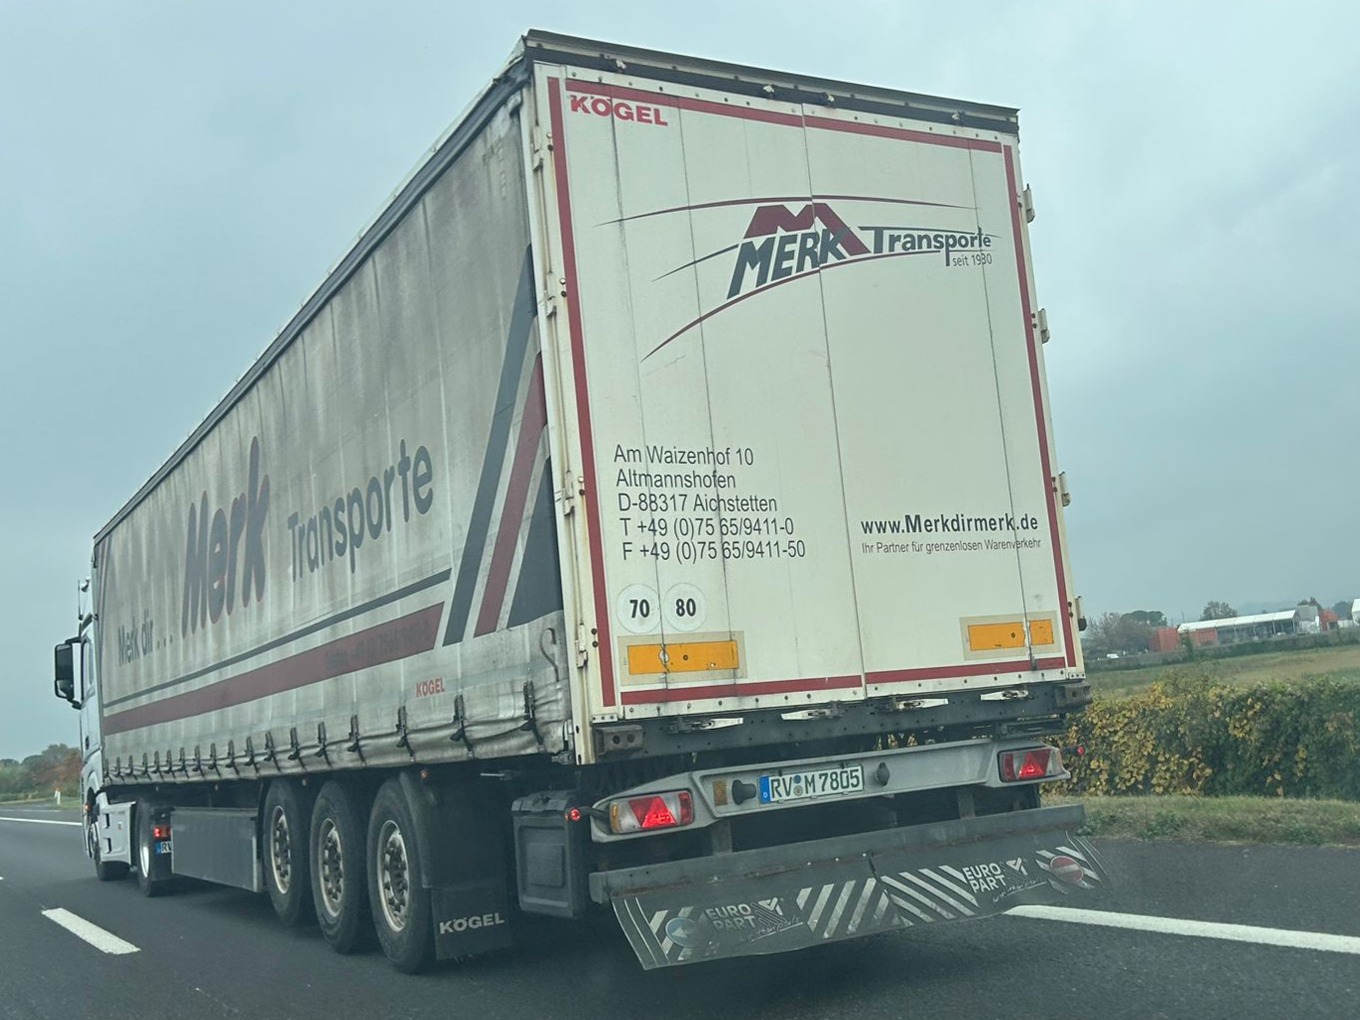 KÖGEL
MERK Transporte
seit 1930
Am Waizenhof 10
Altmannshofen
D-88317 Aichstetten
T +49 (0)75 65/9411-0
F +49 (0)75 65/9411-50
www.Merkdirmerk.de
Ihr Partner für grenzenlosen Warenverkehr
70 80
Merk dir... Merk Transporte
KÖGEL
D RV M 7805
RV
KÖGEL
EURO PART
EURO PART